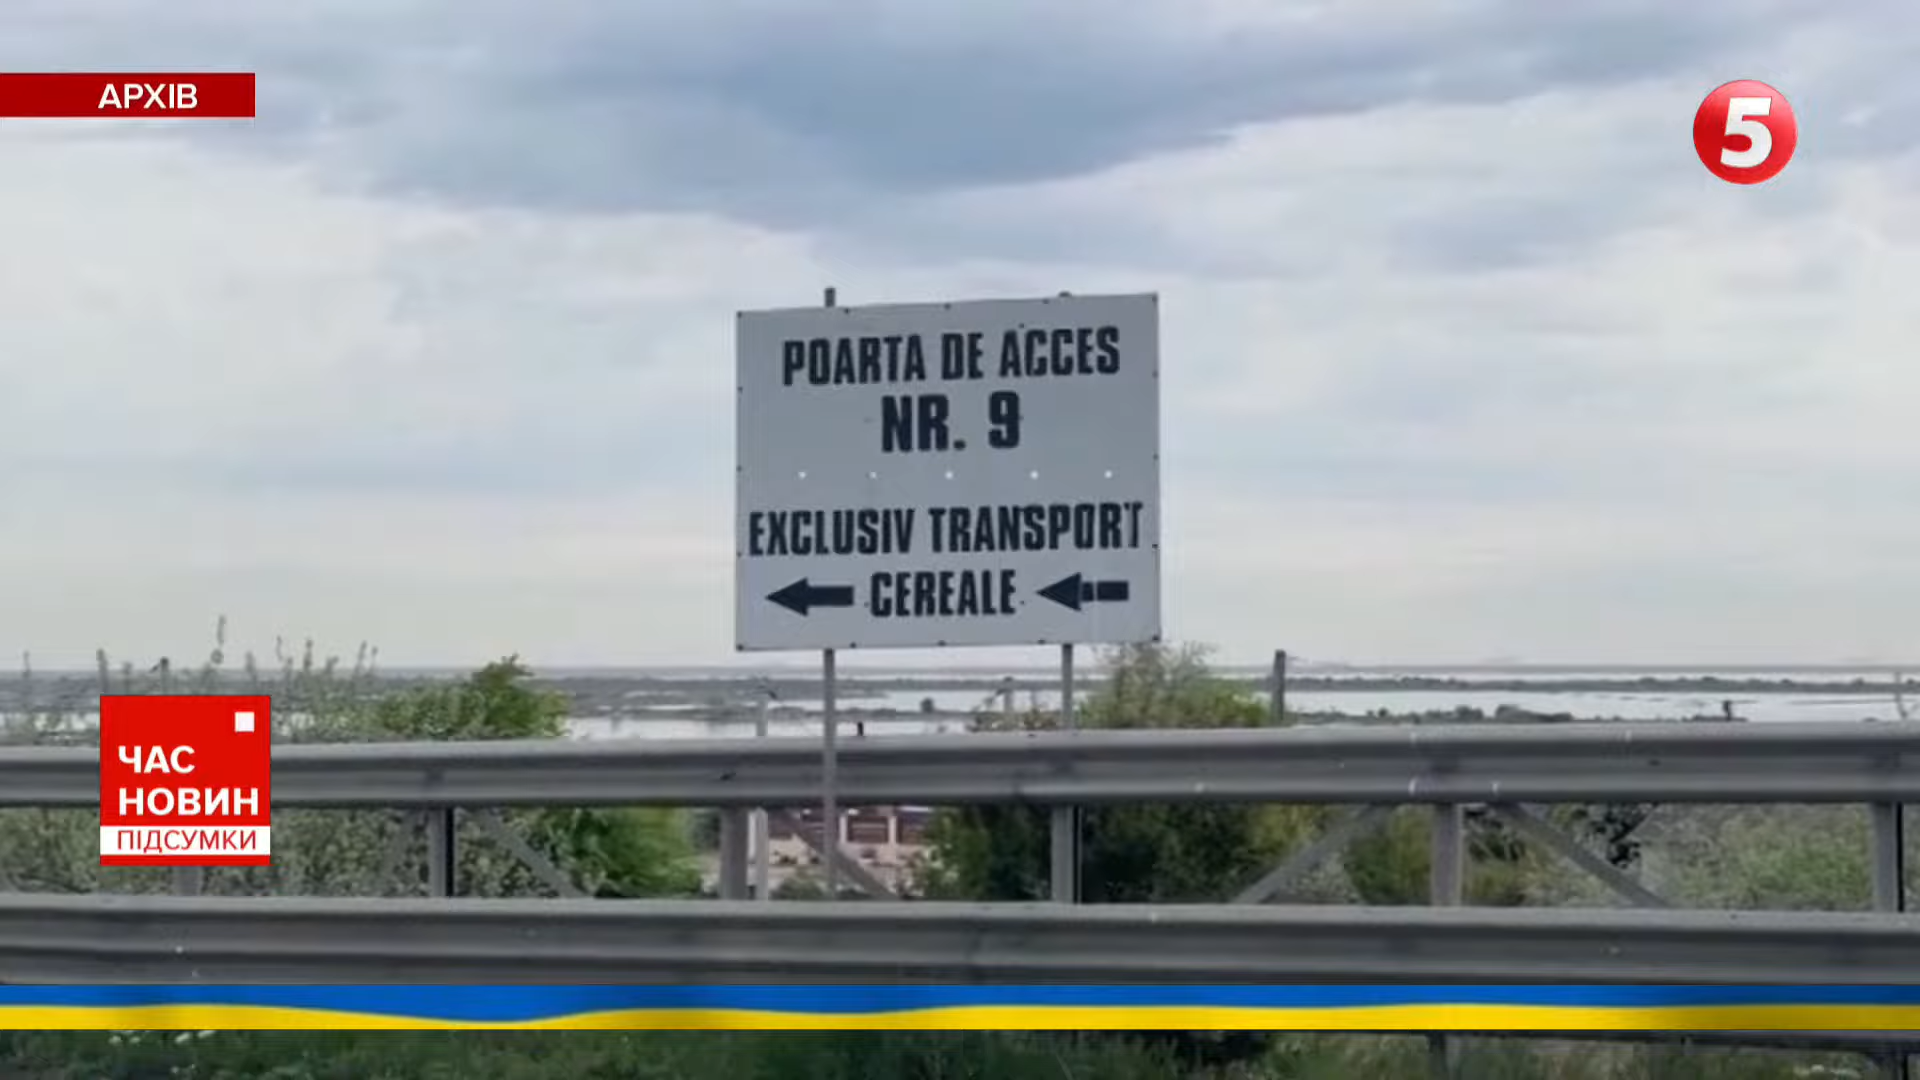 АРХІВ
5
POARTA DE ACCES
NR. 9
EXCLUSIV TRANSPORT
CEREALE
ЧАС
НОВИН
ПІДСУМКИ